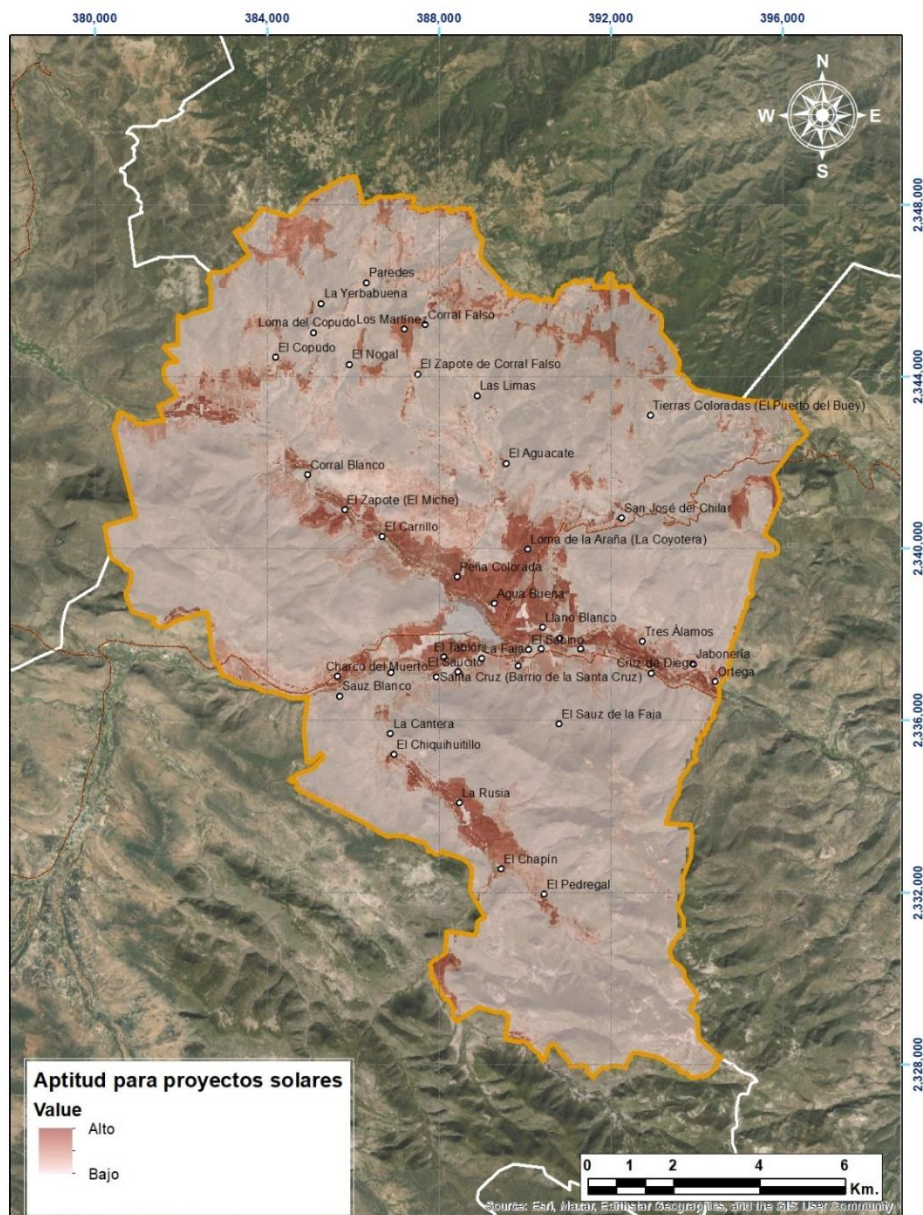 380,000 384,000 388,000 392,000 396,000
N
W E
S
2,348,000
Paredes
La Yerbabuena
Loma del Copudo Los Martínez Corral Falso
El Copudo El Nogal
El Zapote de Corral Falso
2,344,000
Las Limas
Tierras Coloradas (El Puerto del Buey)
El Aguacate
Corral Blanco
El Zapote (El Miche)
San José del Chilar
El Carrillo
Loma de la Araña (La Coyotera)
2,340,000
Peña Colorada
Agua Buena
Llano Blanco
El Sabino Tres Álamos
El Tablón La Faja
Charco del Muerto El Saucito Cruz de Diego Jabonería
Santa Cruz (Barrio de la Santa Cruz) Ortega
Sauz Blanco
2,336,000
La Cantera El Sauz de la Faja
El Chiquihuitillo
La Rusia
El Chapín
2,332,000
El Pedregal
2,328,000
Aptitud para proyectos solares
Value
Alto
Bajo
0 1 2 4 6
Km.
Source: Esri, Maxar, Earthstar Geographics, and the GIS User Community